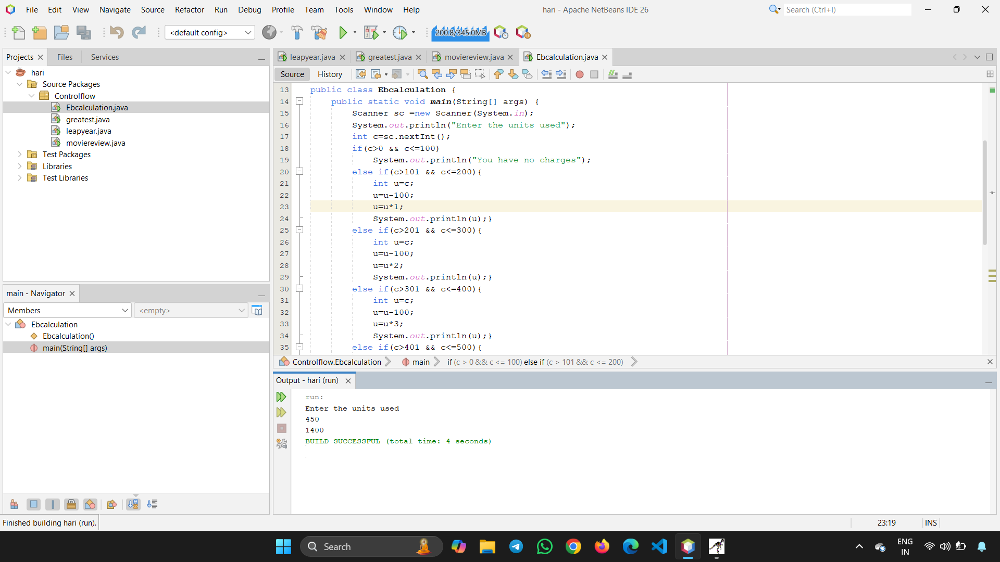 File Edit View Navigate Source Refactor Run Debug Profile Team Tools Window Help
hari - Apache NetBeans IDE 26
Search (Ctrl+I)
<default config>
200.8/345.0MB
Projects Files Services
hari
Source Packages
Controlflow
Ebcalculation.java
greatest.java
leapyear.java
moviereview.java
Test Packages
Libraries
Test Libraries
main - Navigator
Members <empty>
Ebcalculation
Ebcalculation()
main(String[] args)
leapyear.java greatest.java moviereview.java Ebcalculation.java
Source History
13 public class Ebcalculation {
14 public static void main(String[] args) {
15 Scanner sc =new Scanner(System.in);
16 System.out.println("Enter the units used");
17 int c=sc.nextInt();
18 if(c>0 && c<=100)
19 System.out.println("You have no charges");
20 else if(c>101 && c<=200){
21 int u=c;
22 u=u-100;
23 u=u*1;
24 System.out.println(u);}
25 else if(c>201 && c<=300){
26 int u=c;
27 u=u-100;
28 u=u*2;
29 System.out.println(u);}
30 else if(c>301 && c<=400){
31 int u=c;
32 u=u-100;
33 u=u*3;
34 System.out.println(u);}
35 else if(c>401 && c<=500){
Controlflow.Ebcalculation main if (c > 0 && c <= 100) else if (c > 101 && c <= 200)
Output - hari (run)
run:
Enter the units used
450
1400
BUILD SUCCESSFUL (total time: 4 seconds)
Finished building hari (run).
23:19 INS
Search
ENG
IN